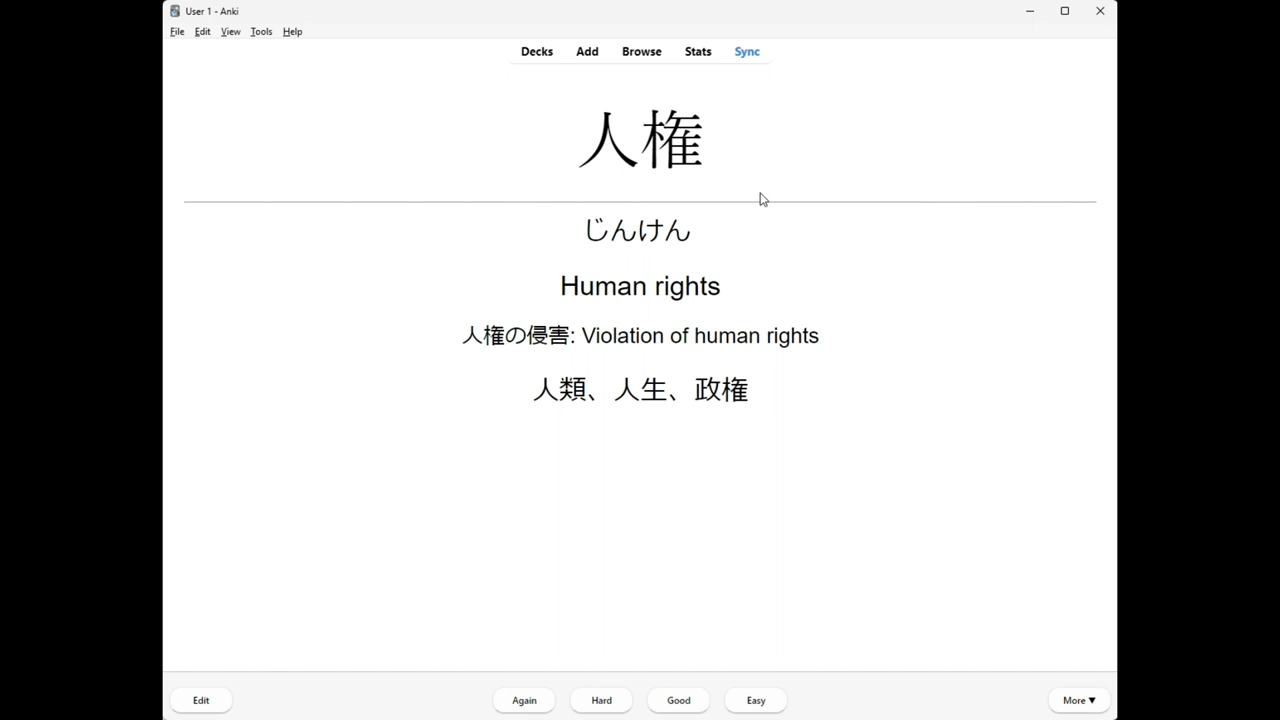 User 1 - Anki
File Edit View Tools Help
Decks Add Browse Stats Sync
人権
じんけん
Human rights
人権の侵害: Violation of human rights
人類、人生、政権
Edit Again Hard Good Easy More ▼